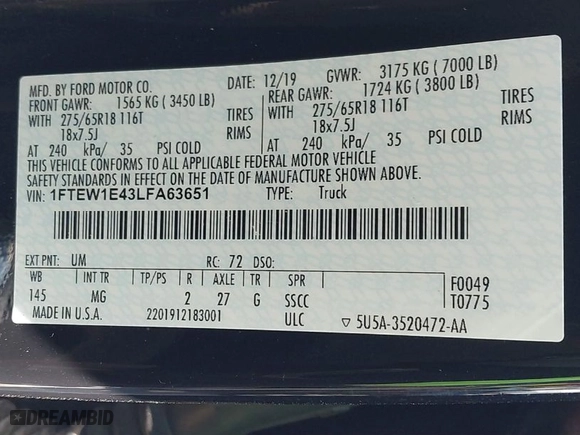 MFD. BY FORD MOTOR CO. DATE: 12/19 GVWR: 3175 KG ( 7000 LB)
FRONT GAWR: 1565 KG ( 3450 LB) REAR GAWR: 1724 KG ( 3800 LB)
WITH 275/65R18 116T TIRES WITH 275/65R18 116T TIRES
18x7.5J RIMS 18x7.5J RIMS
AT 240 kPa/ 35 PSI COLD AT 240 kPa/ 35 PSI COLD
THIS VEHICLE CONFORMS TO ALL APPLICABLE FEDERAL MOTOR VEHICLE
SAFETY STANDARDS IN EFFECT ON THE DATE OF MANUFACTURE SHOWN ABOVE.
VIN: 1FTEW1E43LFA63651 TYPE: Truck
EXT PNT: UM RC: 72 DSO:
WB INT TR TP/PS R AXLE TR SPR F0049
145 MG 2 27 G SSCC T0775
MADE IN U.S.A. 2201912183001 ULC ▽ 5U5A-3520472-AA
DREAMBID